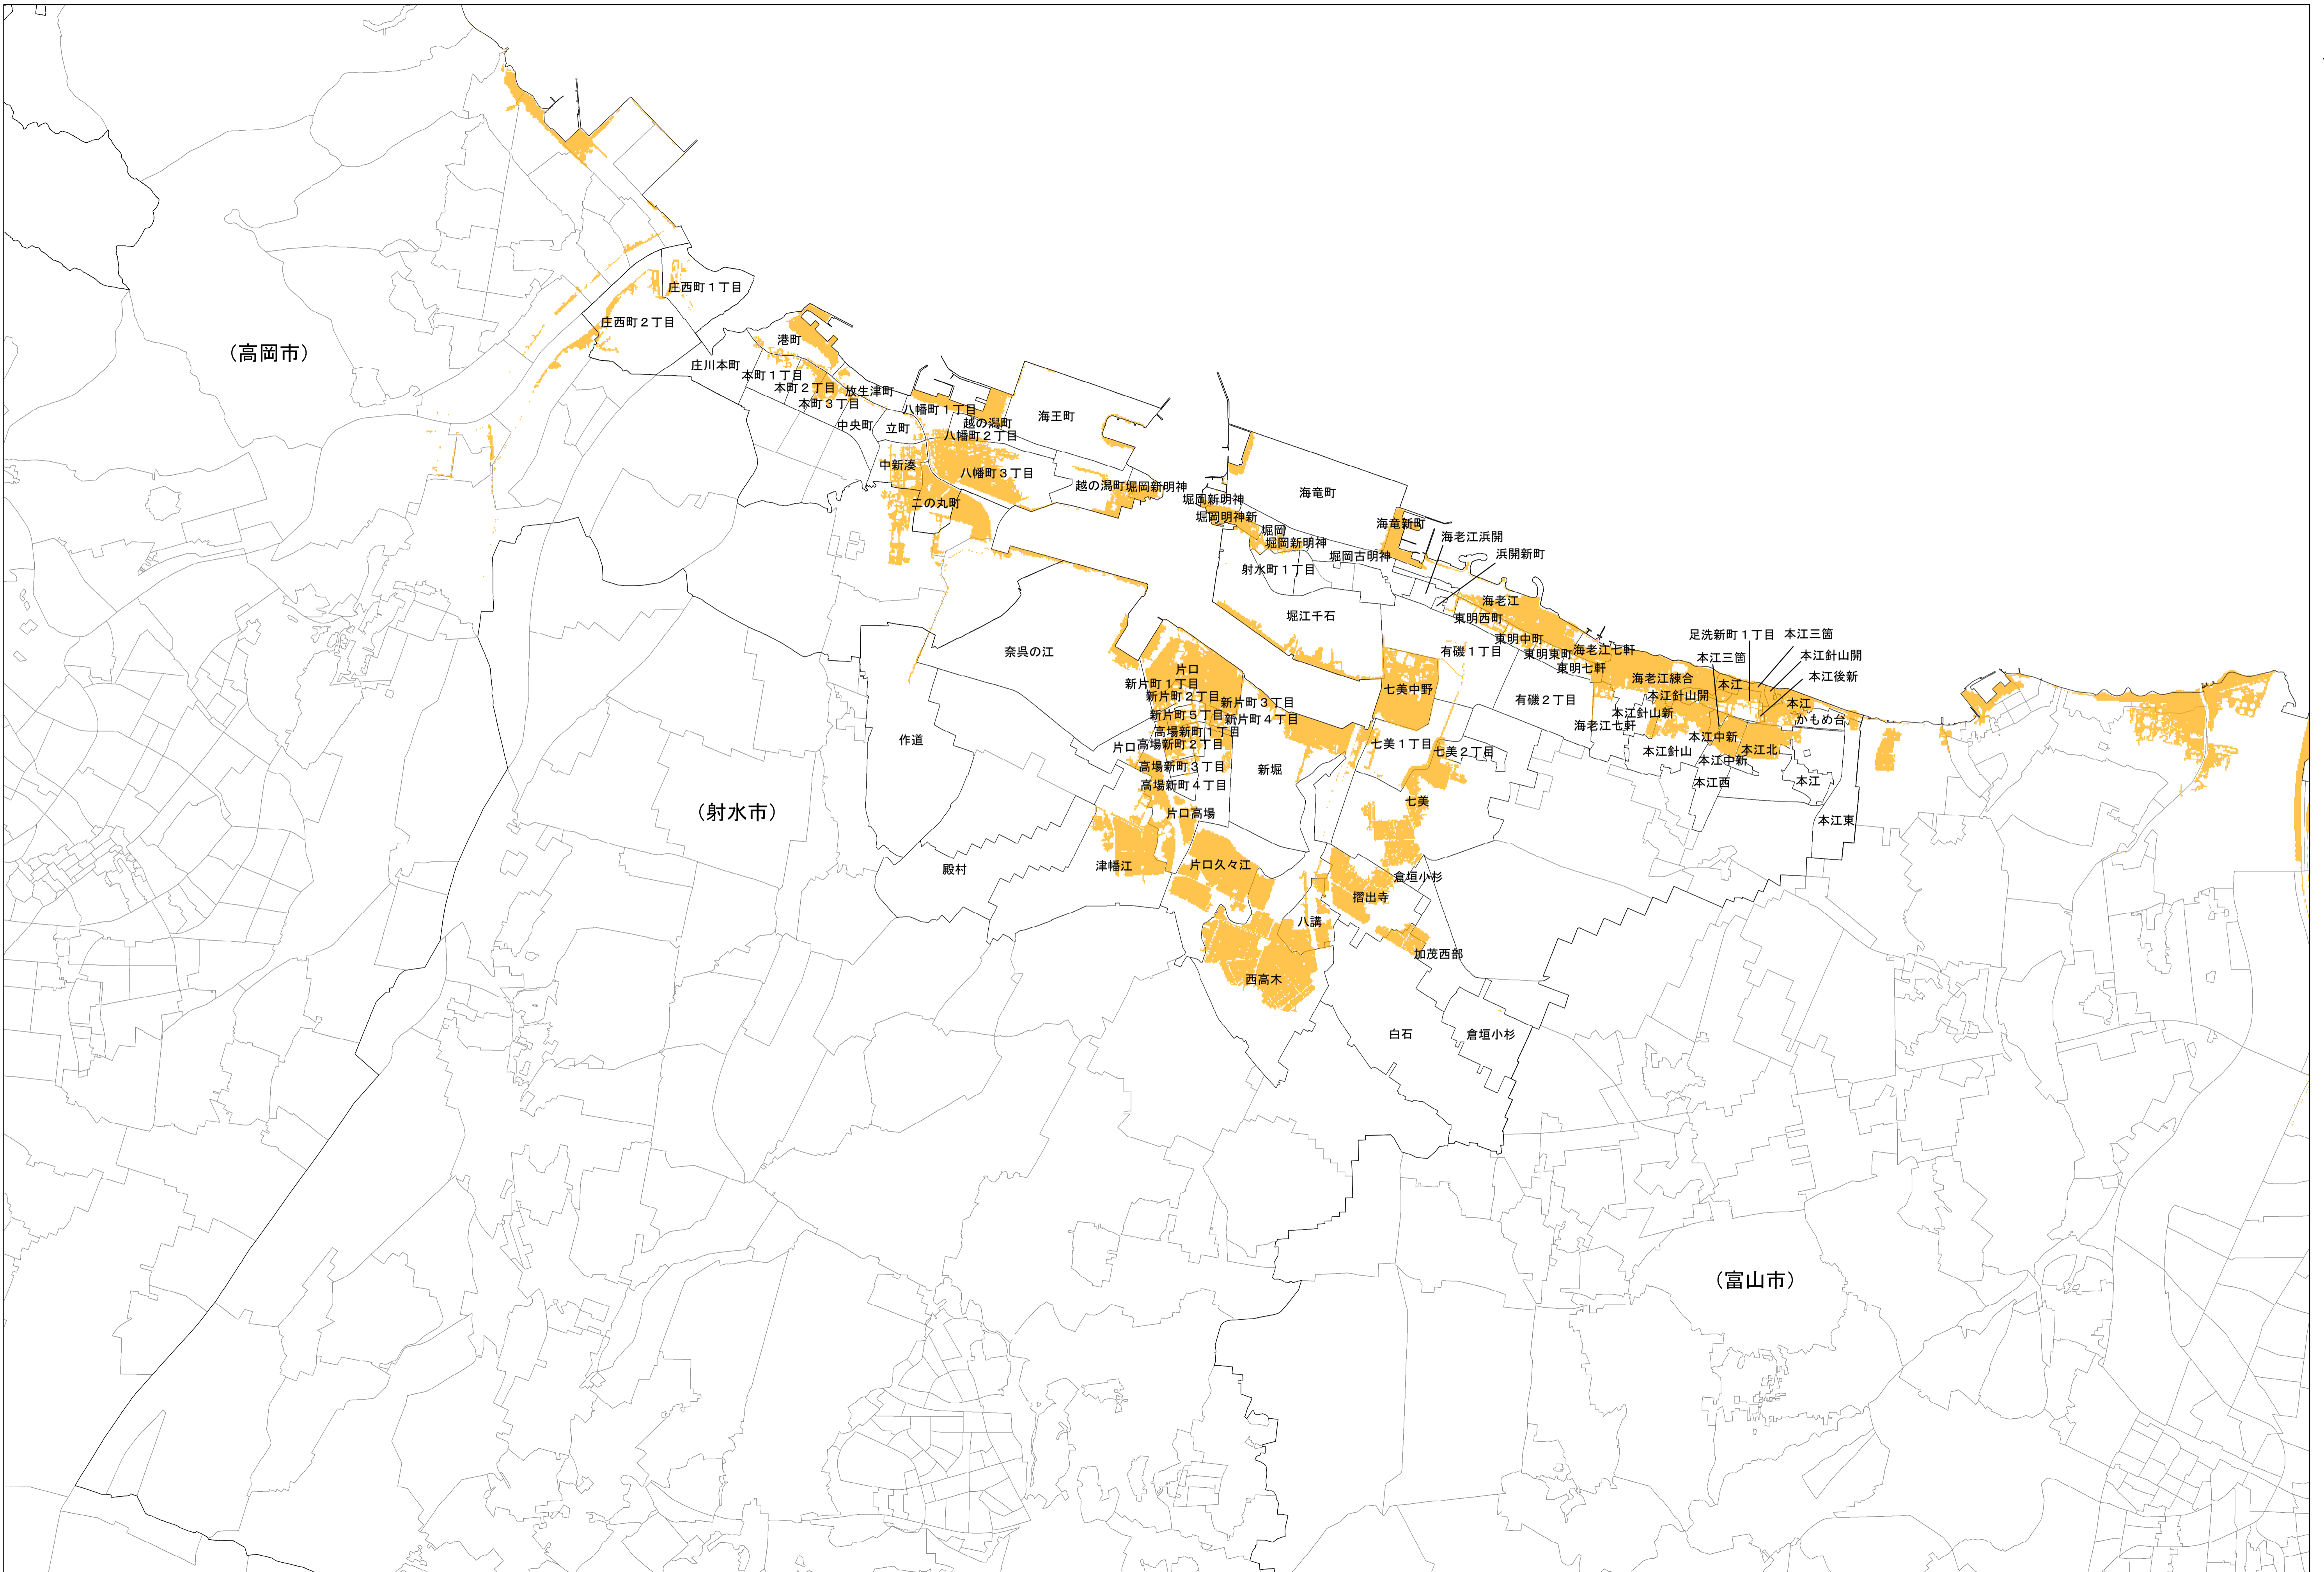 庄西町１丁目
庄西町２丁目
港町
（高岡市）
庄川本町
本町１丁目
本町２丁目
放生津町
本町３丁目
八幡町１丁目
海王町
越の潟町
中央町
立町
八幡町２丁目
中新湊
八幡町３丁目
越の潟町
堀岡新明神
海竜町
堀岡新明神
二の丸町
堀岡明神新
海竜新町
堀岡
海老江浜開
堀岡新明神
浜開新町
堀岡古明神
射水町１丁目
海老江
堀江千石
東明西町
足洗新町１丁目
本江三箇
東明中町
奈呉の江
有磯１丁目
東明東町
海老江七軒
本江三箇
本江針山開
東明七軒
片口
海老江練合
本江後新
新片町１丁目
本江
七美中野
新片町２丁目
本江針山開
新片町３丁目
有磯２丁目
本江
本江針山新
新片町５丁目
新片町４丁目
かもめ台
海老江七軒
高場新町１丁目
本江中新
作道
片口
高場新町２丁目
七美１丁目
七美２丁目
本江針山
本江北
本江中新
高場新町３丁目
新堀
本江西
本江
高場新町４丁目
七美
（射水市）
片口高場
本江東
殿村
津幡江
片口久々江
倉垣小杉
摺出寺
八講
加茂西部
西高木
白石
倉垣小杉
（富山市）